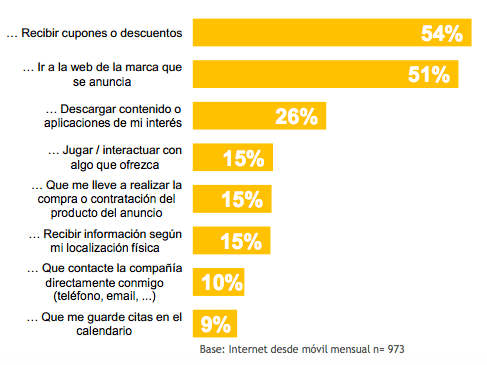 … Recibir cupones o descuentos 54%
… Ir a la web de la marca que
se anuncia 51%
… Descargar contenido o
aplicaciones de mi interés 26%
… Jugar / interactuar con
algo que ofrezca 15%
… Que me lleve a realizar la
compra o contratación del
producto del anuncio 15%
… Recibir información según
mi localización física 15%
… Que contacte la compañía
directamente conmigo
(teléfono, email, ...) 10%
… Que me guarde citas en el
calendario 9%
Base: Internet desde móvil mensual n= 973